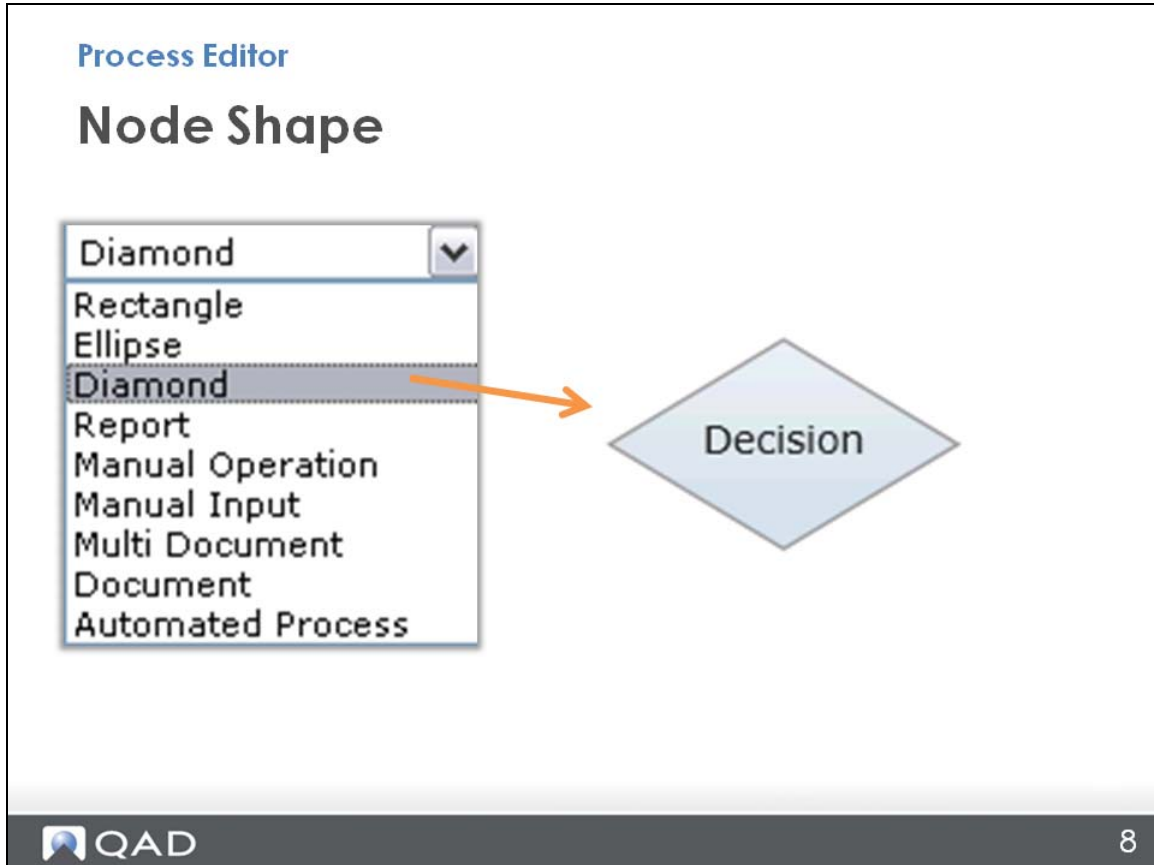 Process Editor
Node Shape
Diamond
Rectangle
Ellipse
Diamond
Report
Manual Operation
Manual Input
Multi Document
Document
Automated Process
Decision
QAD
8